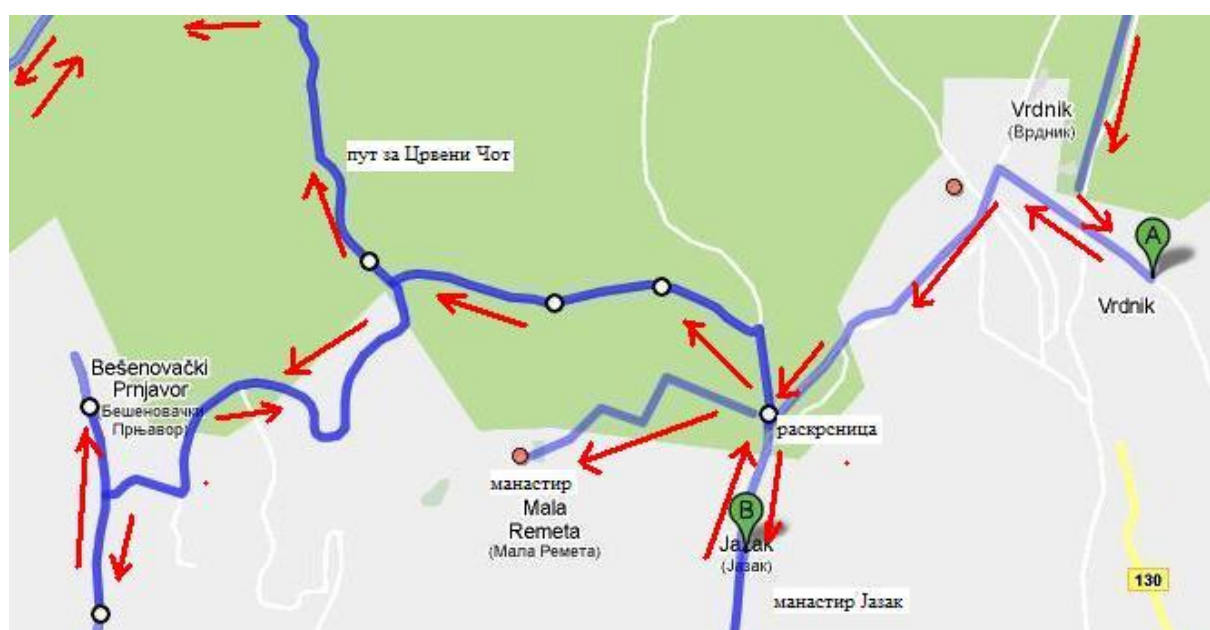 Vrdnik
(Врдник)
пут за Црвени Чот
A
Vrdnik
Bešenovački
Prnjavor
(Бешеновачки
Прњавор)
раскрсница
манастир
Mala
Remeta
(Мала Ремета)
B
Jazak
(Јазак)
130
манастир Јазак